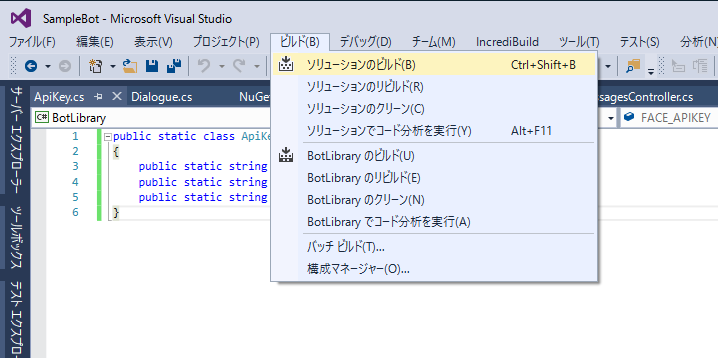 SampleBot - Microsoft Visual Studio
ファイル(F) 編集(E) 表示(V) プロジェクト(P) ビルド(B) デバッグ(D) チーム(M) IncrediBuild ツール(T) テスト(S) 分析(N)
ApiKey.cs Dialogue.cs NuGe sagesController.cs
C# BotLibrary FACE_APIKEY
ソリューションのビルド(B) Ctrl+Shift+B
ソリューションのリビルド(R)
ソリューションのクリーン(C)
ソリューションでコード分析を実行(Y) Alt+F11
BotLibrary のビルド(U)
BotLibrary のリビルド(E)
BotLibrary のクリーン(N)
BotLibrary でコード分析を実行(A)
バッチ ビルド(T)...
構成マネージャー(O)...
1 public static class ApiKe
2 {
3 public static string
4 public static string
5 public static string
6 }
サーバー エクスプローラー
ツールボックス
テスト エクスプロー